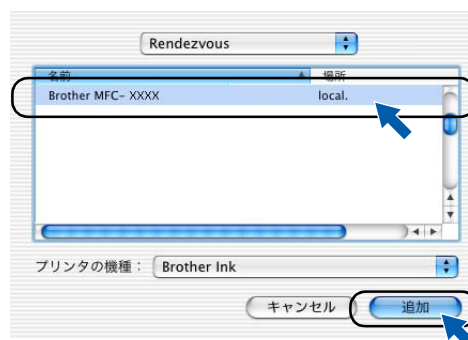 Rendezvous
名前 場所
Brother MFC- XXXX local.
プリンタの機種： Brother Ink
キャンセル 追加